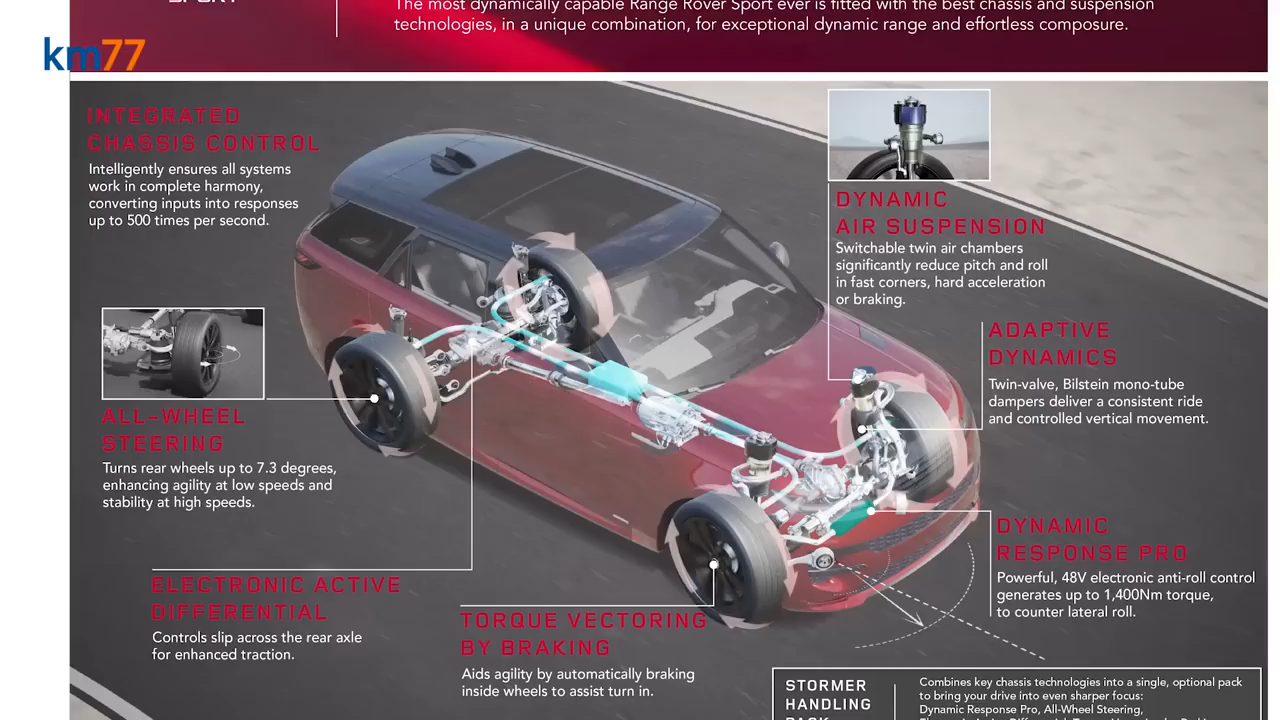 SPORT
The most dynamically capable Range Rover Sport ever is fitted with the best chassis and suspension
technologies, in a unique combination, for exceptional dynamic range and effortless composure.
km77
INTEGRATED
CHASSIS CONTROL
Intelligently ensures all systems
work in complete harmony,
converting inputs into responses
up to 500 times per second.
DYNAMIC
AIR SUSPENSION
Switchable twin air chambers
significantly reduce pitch and roll
in fast corners, hard acceleration
or braking.
ADAPTIVE
DYNAMICS
Twin-valve, Bilstein mono-tube
dampers deliver a consistent ride
and controlled vertical movement.
ALL-WHEEL
STEERING
Turns rear wheels up to 7.3 degrees,
enhancing agility at low speeds and
stability at high speeds.
DYNAMIC
RESPONSE PRO
Powerful, 48V electronic anti-roll control
generates up to 1,400Nm torque,
to counter lateral roll.
ELECTRONIC ACTIVE
DIFFERENTIAL
Controls slip across the rear axle
for enhanced traction.
TORQUE VECTORING
BY BRAKING
Aids agility by automatically braking
inside wheels to assist turn in.
STORMER
HANDLING
PACK
Combines key chassis technologies into a single, optional pack
to bring your drive into even sharper focus:
Dynamic Response Pro, All-Wheel Steering,